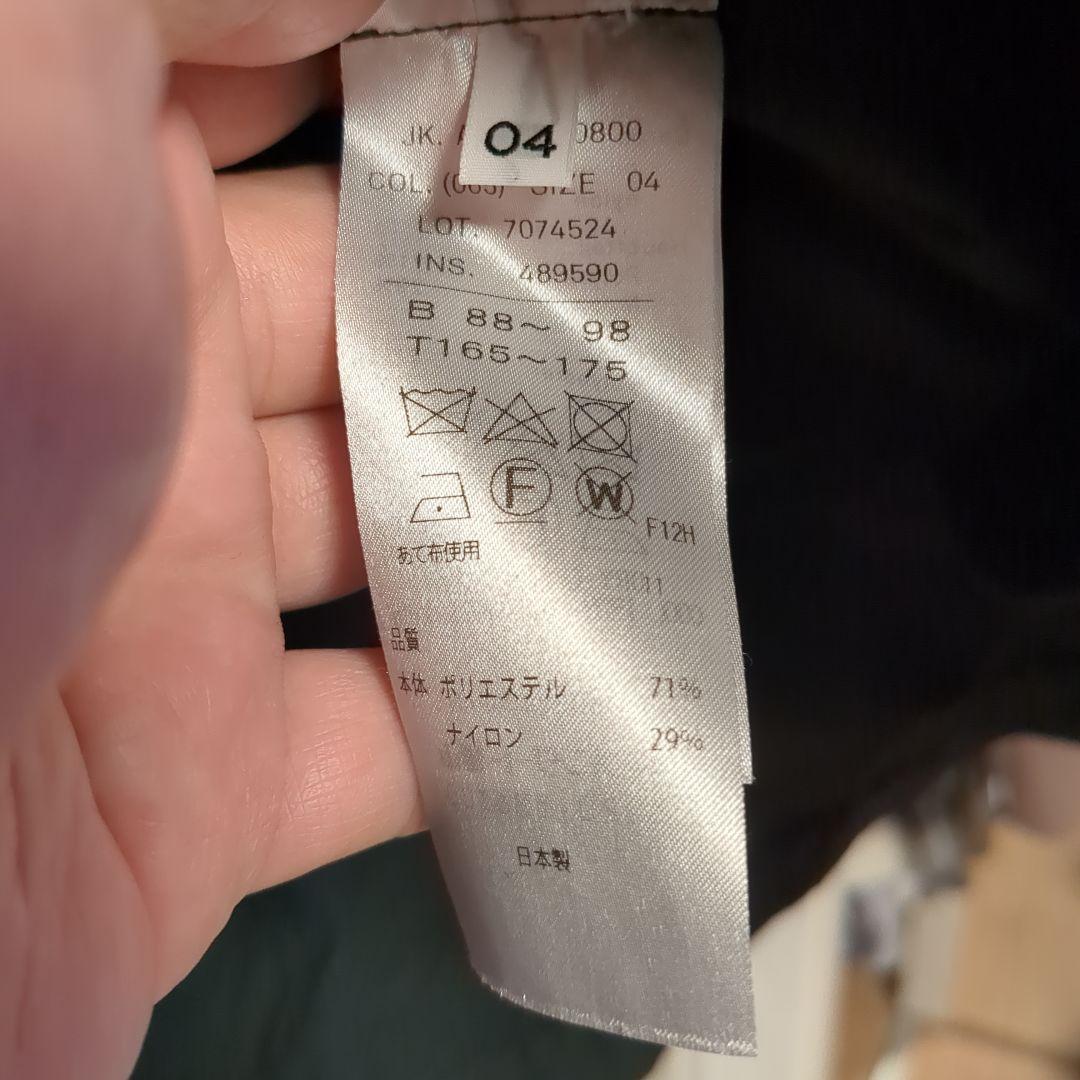 04
JK. 0800
COL. SIZE 04
LOT. 7074524
INS. 489590
B 88～ 98
T165～175
F W F12H
あて布使用
品質
本体 ポリエステル 71%
ナイロン 29%
日本製